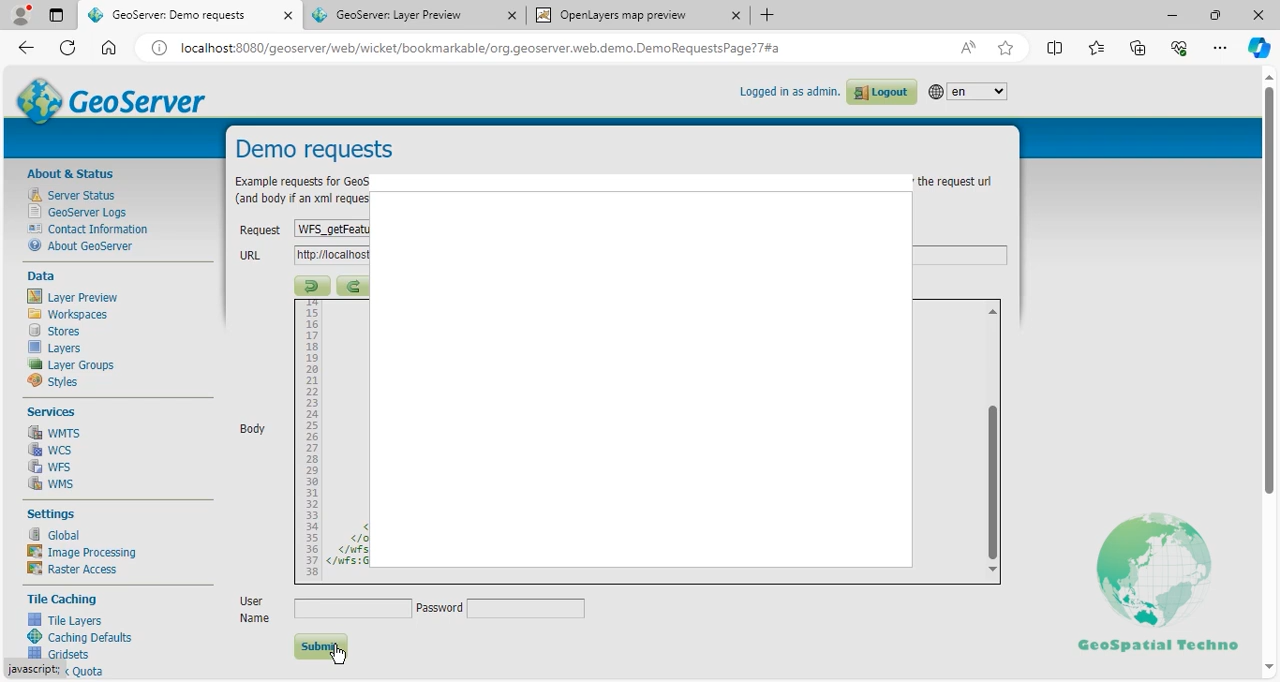 GeoServer: Demo requests
GeoServer: Layer Preview
OpenLayers map preview
localhost:8080/geoserver/web/wicket/bookmarkable/org.geoserver.web.demo.DemoRequestsPage?7#a
GeoServer
Logged in as admin.
Logout
en
About & Status
Server Status
GeoServer Logs
Contact Information
About GeoServer
Data
Layer Preview
Workspaces
Stores
Layers
Layer Groups
Styles
Services
WMTS
WCS
WFS
WMS
Settings
Global
Image Processing
Raster Access
Tile Caching
Tile Layers
Caching Defaults
Gridsets
Quota
javascript:;
Demo requests
Example requests for GeoS
the request url
(and body if an xml reques
Request
WFS_getFeatu
URL
http://localhost
Body
14
15
16
17
18
19
20
21
22
23
24
25
26
27
28
29
30
31
32
33
34 <
35 </o
36 </wfs
37 </wfs:G
38
User Name
Password
Submit
GeoSpatial Techno